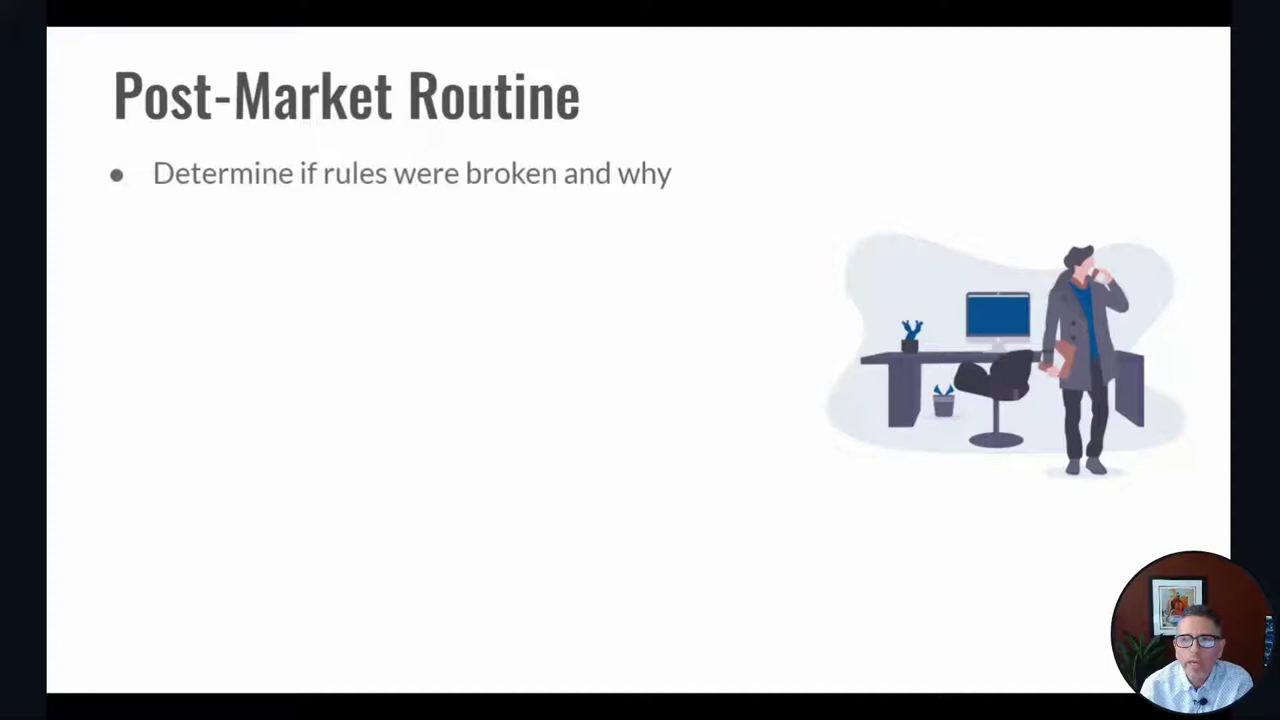 Post-Market Routine
● Determine if rules were broken and why